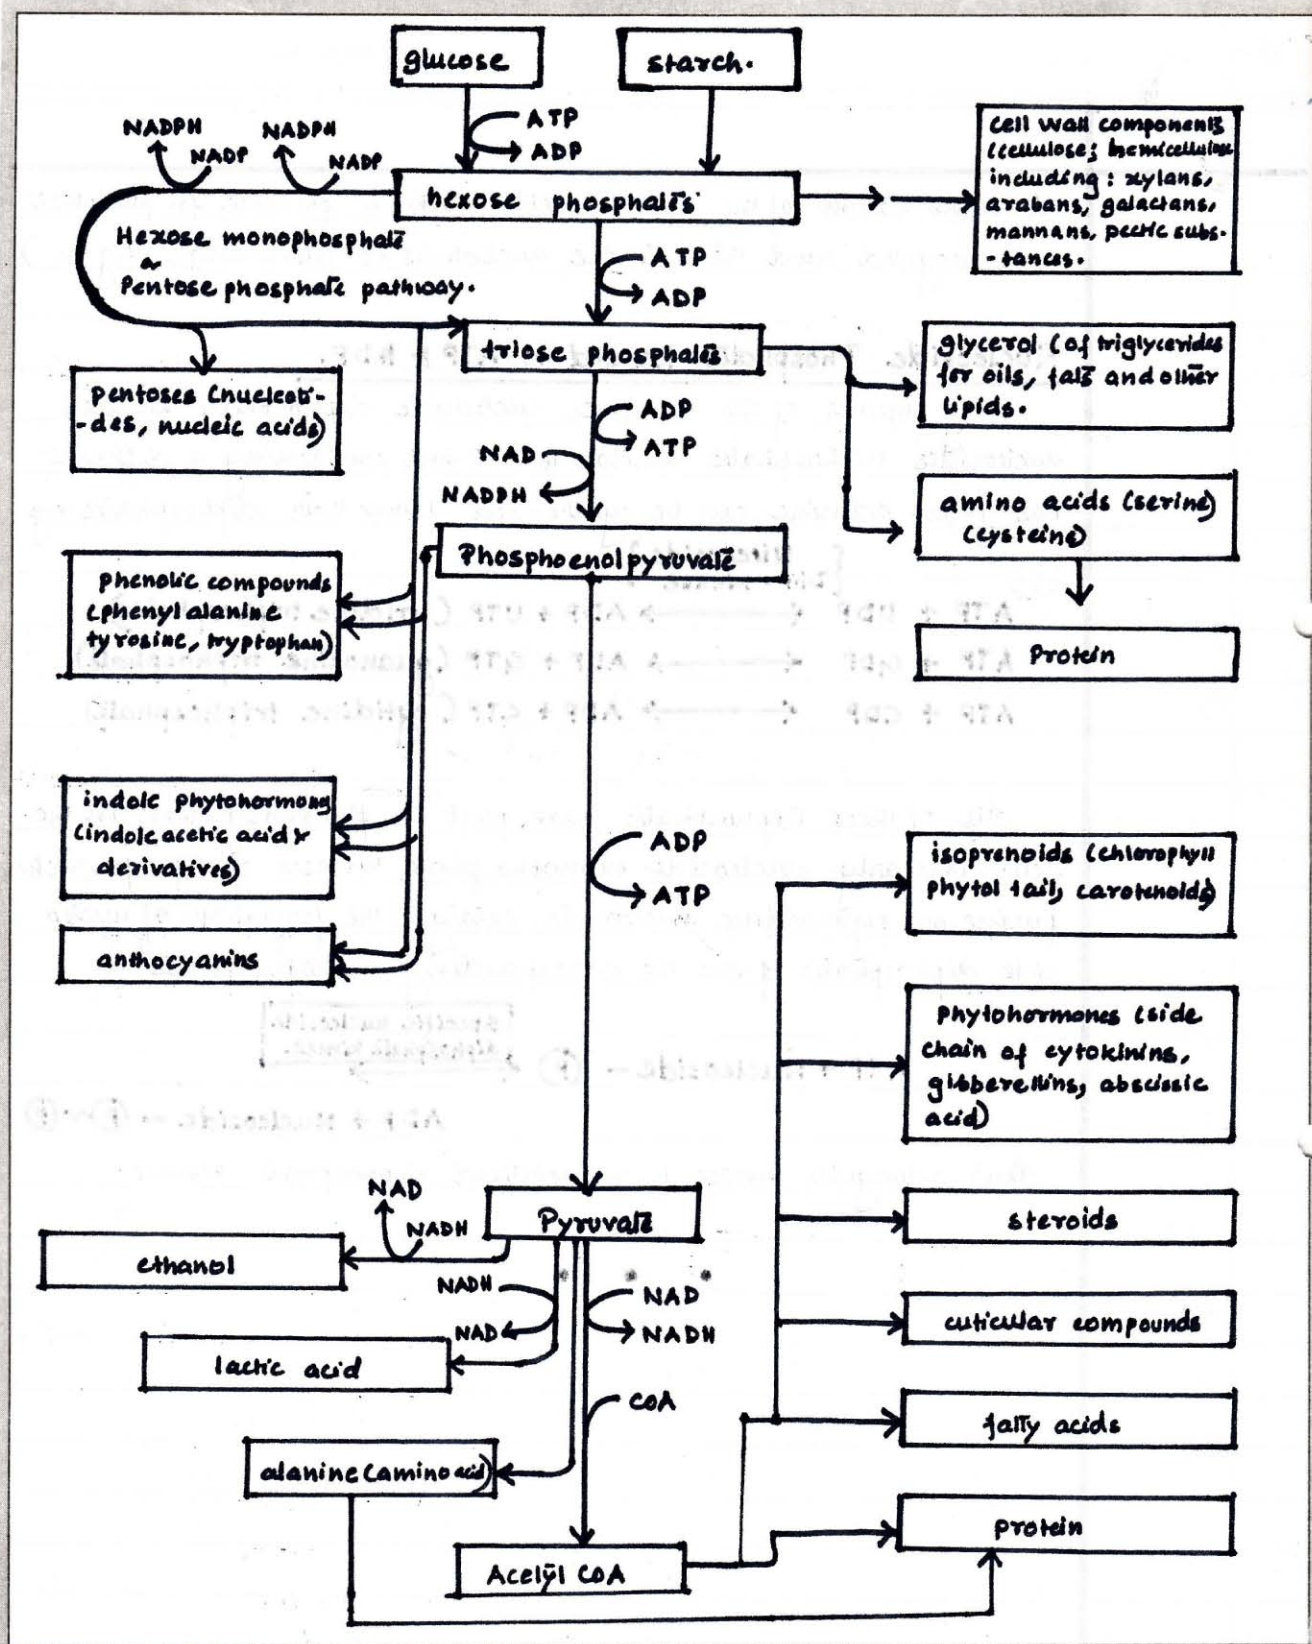 glucose
starch.
ATP
ADP
NADPH
NADP
NADPH
NADP
hexose phosphates
cell wall components
(cellulose; hemicellulose
including: xylans,
arabans, galactans,
mannans, pectic subs-
-tances.
Hexose monophosphate
or
Pentose phosphate pathway.
ATP
ADP
triose phosphates
glycerol (of triglycerides
for oils, fats and other
lipids.
pentoses (nucleoti-
-des, nucleic acids)
ADP
ATP
NAD
NADPH
amino acids (serine)
(cysteine)
Phosphoenolpyruvate
phenolic compounds
(phenylalanine
tyrosine, tryptophan)
Protein
indole phytohormones
(indole acetic acid &
derivatives)
ADP
ATP
isoprenoids (chlorophyll
phytol tail, carotenoids)
anthocyanins
phytohormones (side
chain of cytokinins,
gibberellins, abscissic
acid)
NAD
NADH
Pyruvate
steroids
ethanol
NADH
NAD
NAD
NADH
cuticular compounds
lactic acid
COA
fatty acids
alanine (amino acid)
protein
Acetyl COA